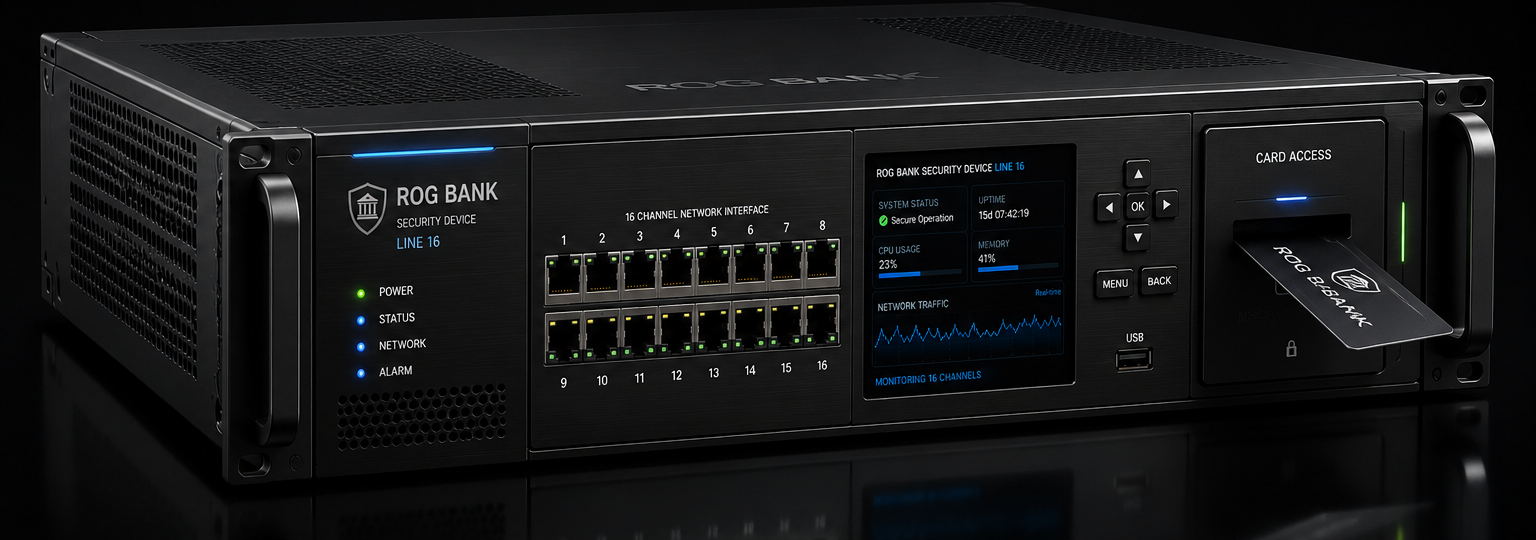 ROG BANK
ROG BANK
SECURITY DEVICE
LINE 16
POWER
STATUS
NETWORK
ALARM
16 CHANNEL NETWORK INTERFACE
1 2 3 4 5 6 7 8
9 10 11 12 13 14 15 16
ROG BANK SECURITY DEVICE LINE 16
SYSTEM STATUS
Secure Operation
UPTIME
15d 07:42:19
CPU USAGE
23%
MEMORY
41%
NETWORK TRAFFIC
Real-time
MONITORING 16 CHANNELS
OK
MENU
BACK
USB
CARD ACCESS